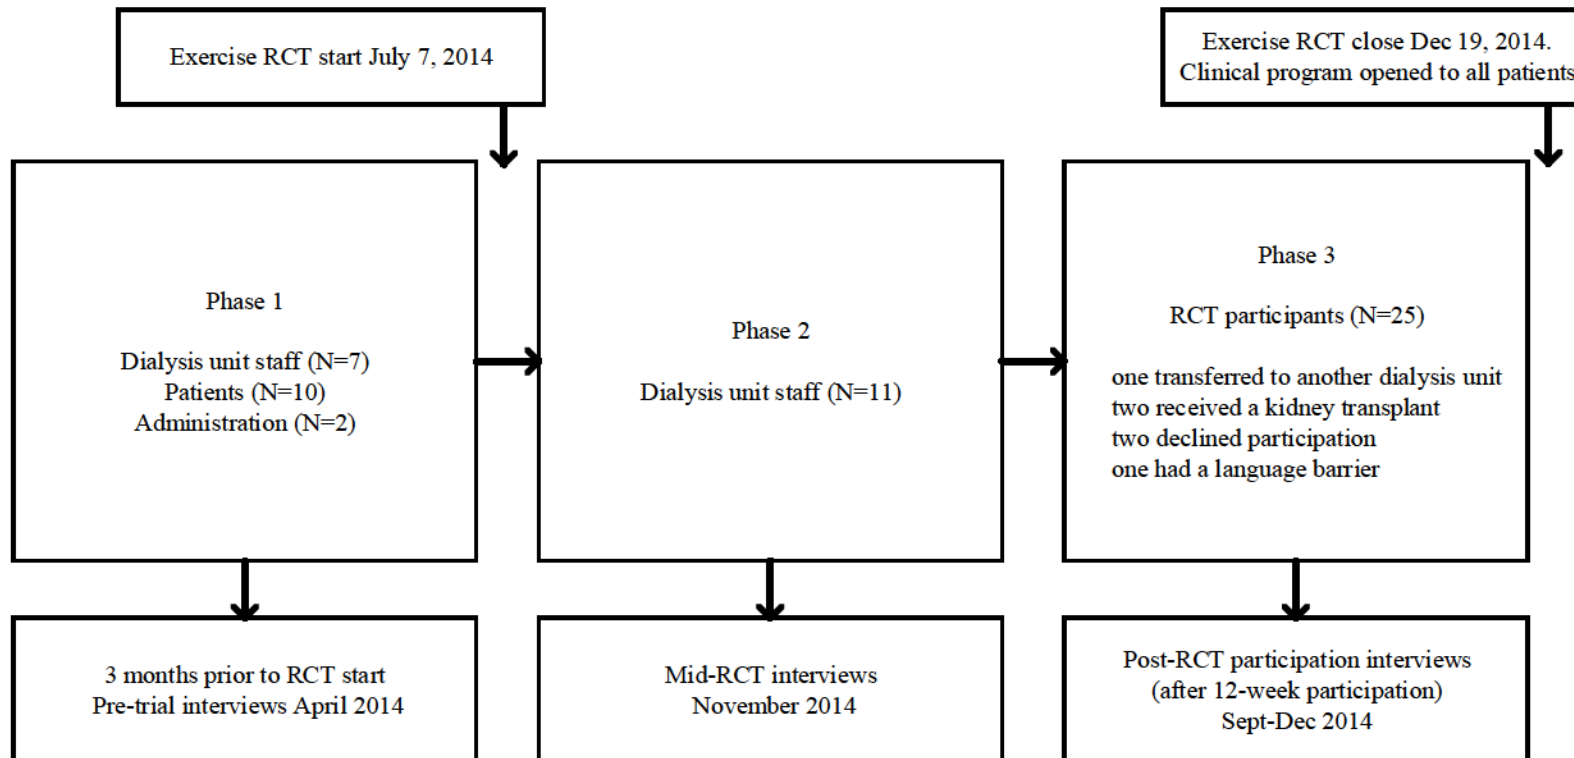 Exercise RCT start July 7, 2014
Exercise RCT close Dec 19, 2014.
Clinical program opened to all patients
Phase 1
Dialysis unit staff (N=7)
Patients (N=10)
Administration (N=2)
Phase 2
Dialysis unit staff (N=11)
Phase 3
RCT participants (N=25)
one transferred to another dialysis unit
two received a kidney transplant
two declined participation
one had a language barrier
3 months prior to RCT start
Pre-trial interviews April 2014
Mid-RCT interviews
November 2014
Post-RCT participation interviews
(after 12-week participation)
Sept-Dec 2014